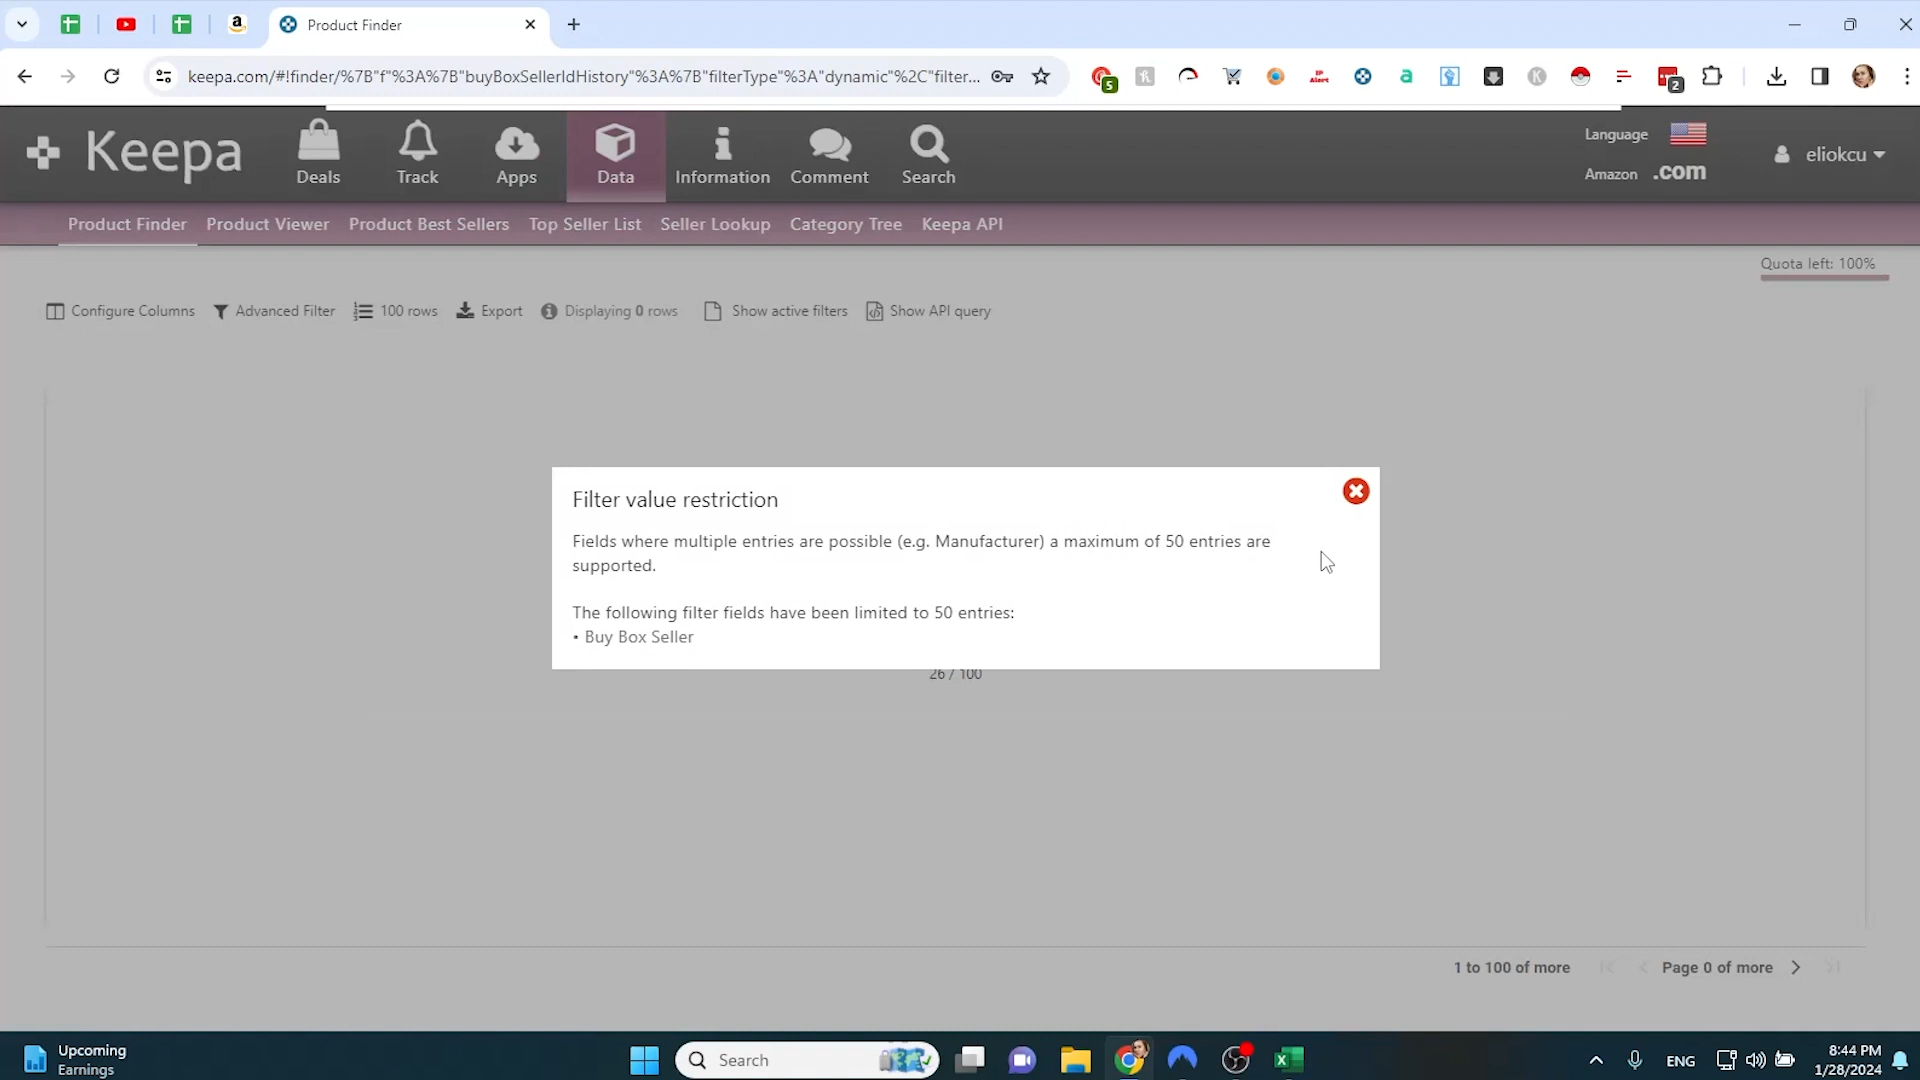 Product Finder
keepa.com/#!finder/%7B"f"%3A%7B"buyBoxSellerIdHistory"%3A%7B"filterType"%3A"dynamic"%2C"filter...
5
IP Alert
a
K
2
Keepa
Deals
Track
Apps
Data
Information
Comment
Search
Language
Amazon .com
eliokcu
Product Finder Product Viewer Product Best Sellers Top Seller List Seller Lookup Category Tree Keepa API
Quota left: 100%
Configure Columns Advanced Filter 100 rows Export Displaying 0 rows Show active filters Show API query
Filter value restriction
Fields where multiple entries are possible (e.g. Manufacturer) a maximum of 50 entries are
supported.
The following filter fields have been limited to 50 entries:
• Buy Box Seller
26 / 100
1 to 100 of more Page 0 of more
Upcoming
Earnings
Search
ENG
8:44 PM
1/28/2024